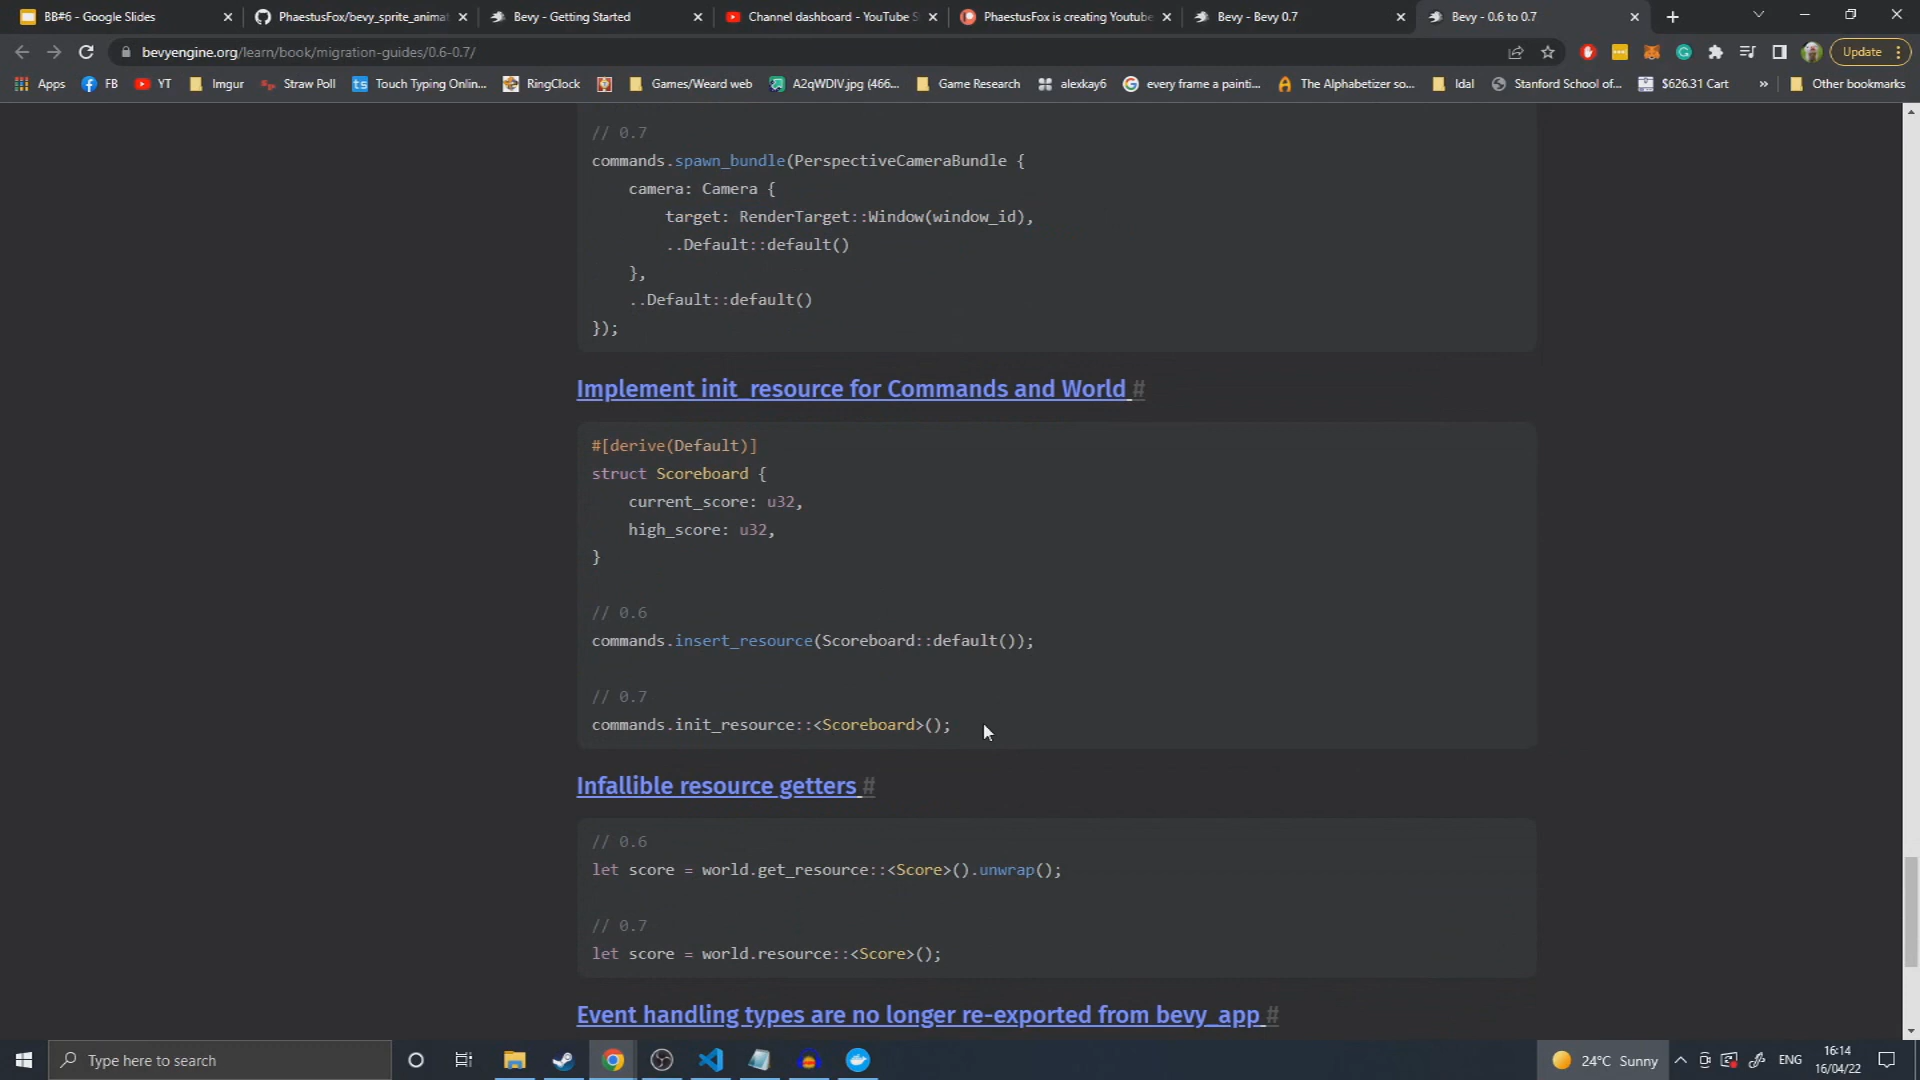 BB#6 - Google Slides
PhaestusFox/bevy_sprite_anima
Bevy - Getting Started
Channel dashboard - YouTube S
PhaestusFox is creating Youtube
Bevy - Bevy 0.7
Bevy - 0.6 to 0.7
bevyengine.org/learn/book/migration-guides/0.6-0.7/
Update
Apps
FB
YT
Imgur
Straw Poll
Touch Typing Onlin...
RingClock
Games/Weard web
A2qWDIV.jpg (466...
Game Research
alexkay6
every frame a painti...
The Alphabetizer so...
Idal
Stanford School of...
$626.31 Cart
»
Other bookmarks
// 0.7
commands.spawn_bundle(PerspectiveCameraBundle {
camera: Camera {
target: RenderTarget::Window(window_id),
..Default::default()
},
..Default::default()
});
Implement init_resource for Commands and World #
#[derive(Default)]
struct Scoreboard {
current_score: u32,
high_score: u32,
}
// 0.6
commands.insert_resource(Scoreboard::default());
// 0.7
commands.init_resource::<Scoreboard>();
Infallible resource getters #
// 0.6
let score = world.get_resource::<Score>().unwrap();
// 0.7
let score = world.resource::<Score>();
Event handling types are no longer re-exported from bevy_app #
Type here to search
24°C Sunny
ENG
16:14
16/04/22